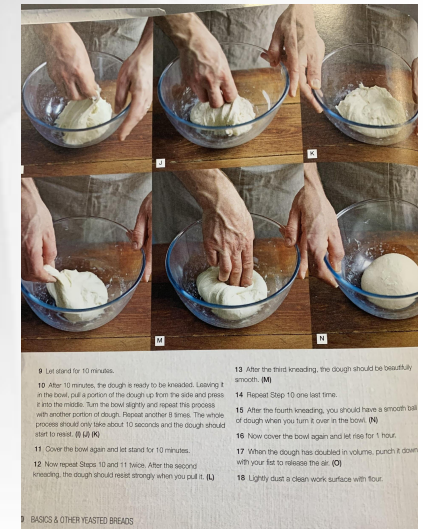 J
K
M
N
9 Let stand for 10 minutes.
10 After 10 minutes, the dough is ready to be kneaded. Leaving it
in the bowl, pull a portion of the dough up from the side and press
it into the middle. Turn the bowl slightly and repeat this process
with another portion of dough. Repeat another 8 times. The whole
process should only take about 10 seconds and the dough should
start to resist. (I) (J) (K)
11 Cover the bowl again and let stand for 10 minutes.
12 Now repeat Steps 10 and 11 twice. After the second
kneading, the dough should resist strongly when you pull it. (L)
13 After the third kneading, the dough should be beautifully
smooth. (M)
14 Repeat Step 10 one last time.
15 After the fourth kneading, you should have a smooth ball
of dough when you turn it over in the bowl. (N)
16 Now cover the bowl again and let rise for 1 hour.
17 When the dough has doubled in volume, punch it down
with your fist to release the air. (O)
18 Lightly dust a clean work surface with flour.
BASICS & OTHER YEASTED BREADS